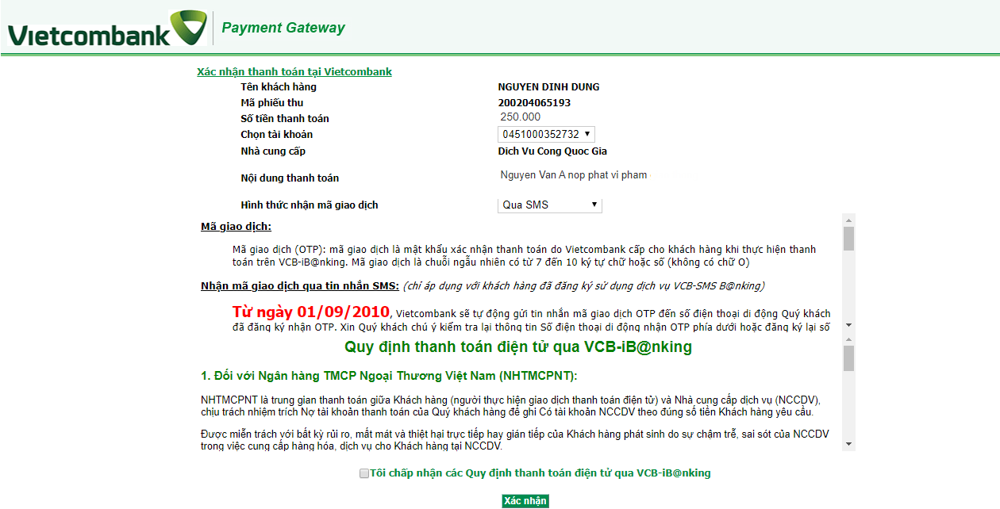 Vietcombank Payment Gateway
Xác nhận thanh toán tại Vietcombank
Tên khách hàng NGUYEN DINH DUNG
Mã phiếu thu 200204065193
Số tiền thanh toán 250.000
Chọn tài khoản 0451000352732
Nhà cung cấp Dich Vu Cong Quoc Gia
Nội dung thanh toán Nguyen Van A nop phat vi pham
Hình thức nhận mã giao dịch Qua SMS
Mã giao dịch:
Mã giao dịch (OTP): mã giao dịch là mật khẩu xác nhận thanh toán do Vietcombank cấp cho khách hàng khi thực hiện thanh
toán trên VCB-iB@nking. Mã giao dịch là chuỗi ngẫu nhiên có từ 7 đến 10 ký tự chữ hoặc số (không có chữ O)
Nhận mã giao dịch qua tin nhắn SMS: (chỉ áp dụng với khách hàng đã đăng ký sử dụng dịch vụ VCB-SMS B@nking)
Từ ngày 01/09/2010, Vietcombank sẽ tự động gửi tin nhắn mã giao dịch OTP đến số điện thoại di động Quý khách
đã đăng ký nhận OTP. Xin Quý khách chú ý kiểm tra lại thông tin Số điện thoại di động nhận OTP phía dưới hoặc đăng ký lại số
Quy định thanh toán điện tử qua VCB-iB@nking
1. Đối với Ngân hàng TMCP Ngoại Thương Việt Nam (NHTMCPNT):
NHTMCPNT là trung gian thanh toán giữa Khách hàng (người thực hiện giao dịch thanh toán điện tử) và Nhà cung cấp dịch vụ (NCCDV),
chịu trách nhiệm trích Nợ tài khoản thanh toán của Quý khách hàng để ghi Có tài khoản NCCDV theo đúng số tiền Khách hàng yêu cầu.
Được miễn trách với bất kỳ rủi ro, mất mát và thiệt hại trực tiếp hay gián tiếp của Khách hàng phát sinh do sự chậm trễ, sai sót của NCCDV
trong việc cung cấp hàng hóa, dịch vụ cho Khách hàng tại NCCDV.
Tôi chấp nhận các Quy định thanh toán điện tử qua VCB-iB@nking
Xác nhận